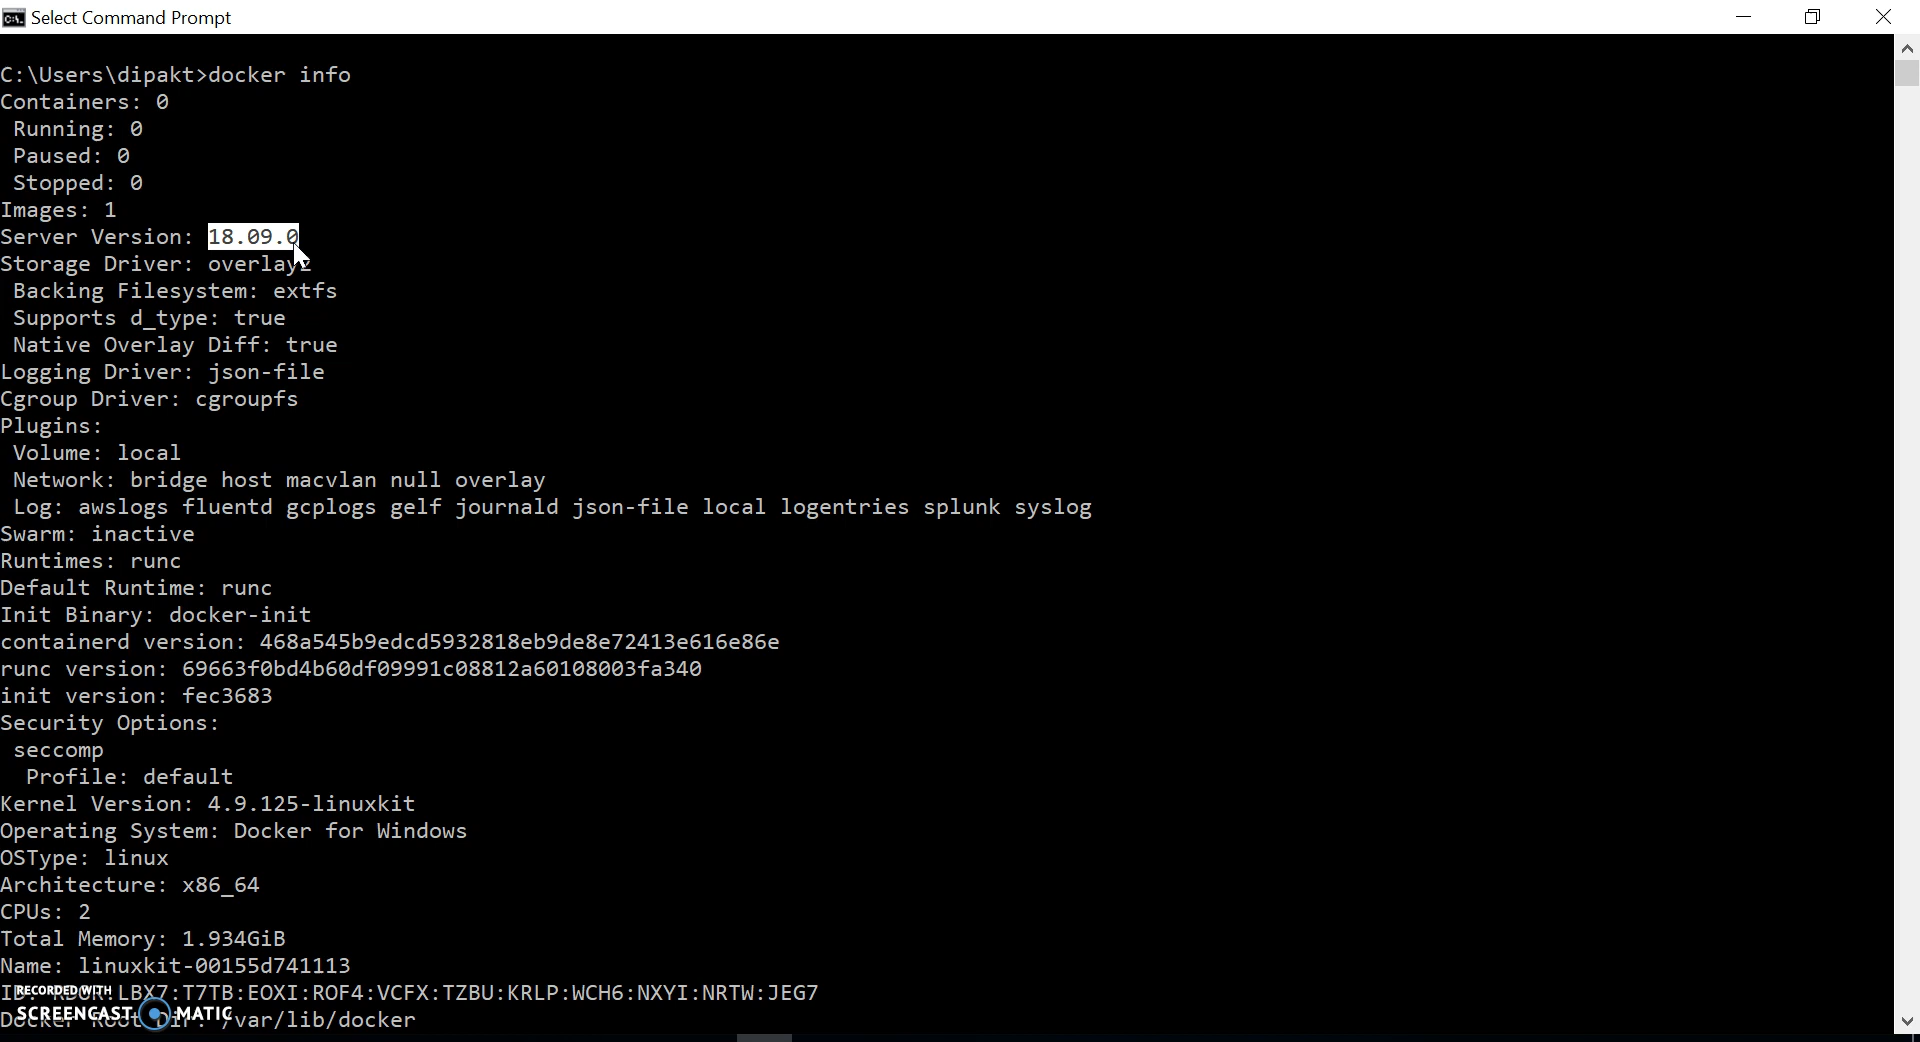 Select Command Prompt
C:\Users\dipakt>docker info
Containers: 0
 Running: 0
 Paused: 0
 Stopped: 0
Images: 1
Server Version: 18.09.0
Storage Driver: overlay2
 Backing Filesystem: extfs
 Supports d_type: true
 Native Overlay Diff: true
Logging Driver: json-file
Cgroup Driver: cgroupfs
Plugins:
 Volume: local
 Network: bridge host macvlan null overlay
 Log: awslogs fluentd gcplogs gelf journald json-file local logentries splunk syslog
Swarm: inactive
Runtimes: runc
Default Runtime: runc
Init Binary: docker-init
containerd version: 468a545b9edcd5932818eb9de8e72413e616e86e
runc version: 69663f0bd4b60df09991c08812a60108003fa340
init version: fec3683
Security Options:
 seccomp
  Profile: default
Kernel Version: 4.9.125-linuxkit
Operating System: Docker for Windows
OSType: linux
Architecture: x86_64
CPUs: 2
Total Memory: 1.934GiB
Name: linuxkit-00155d741113
ID: :LBX7:T7TB:EOXI:ROF4:VCFX:TZBU:KRLP:WCH6:NXYI:NRTW:JEG7
Docker Root Dir: /var/lib/docker
RECORDED WITH
SCREENCAST MATIC